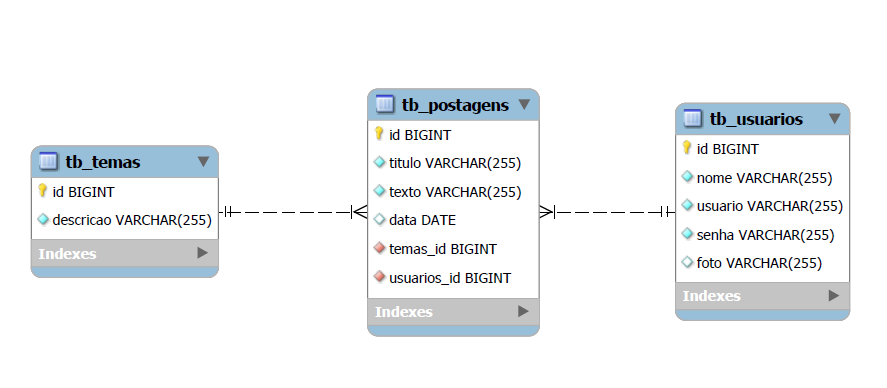 tb_temas
id BIGINT
descricao VARCHAR(255)
Indexes
tb_postagens
id BIGINT
titulo VARCHAR(255)
texto VARCHAR(255)
data DATE
temas_id BIGINT
usuarios_id BIGINT
Indexes
tb_usuarios
id BIGINT
nome VARCHAR(255)
usuario VARCHAR(255)
senha VARCHAR(255)
foto VARCHAR(255)
Indexes